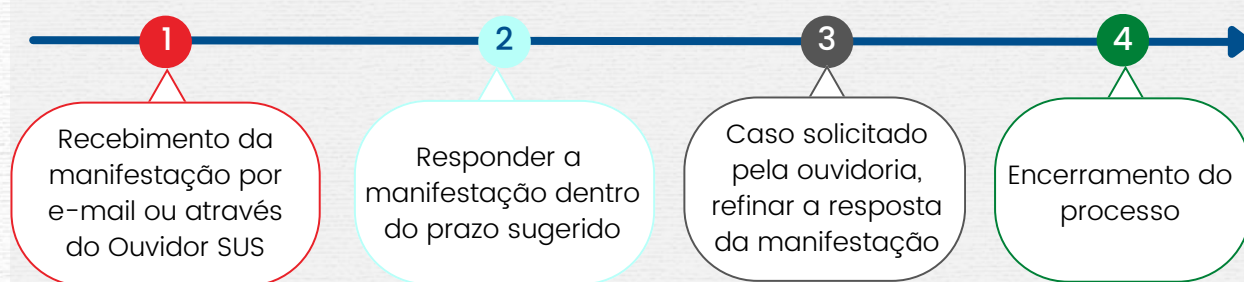 1
Recebimento da
manifestação por
e-mail ou através
do Ouvidor SUS
2
Responder a
manifestação dentro
do prazo sugerido
3
Caso solicitado
pela ouvidoria,
refinar a resposta
da manifestação
4
Encerramento do
processo